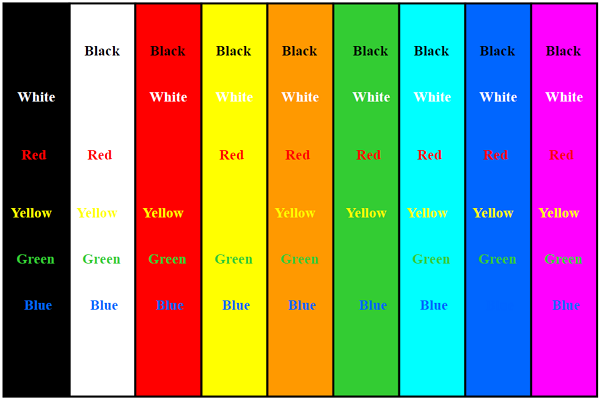 Black Black Black Black Black Black Black Black
White White White White White White White White
Red Red Red Red Red Red Red Red
Yellow Yellow Yellow Yellow Yellow Yellow Yellow Yellow
Green Green Green Green Green Green Green
Blue Blue Blue Blue Blue Blue Blue Blue